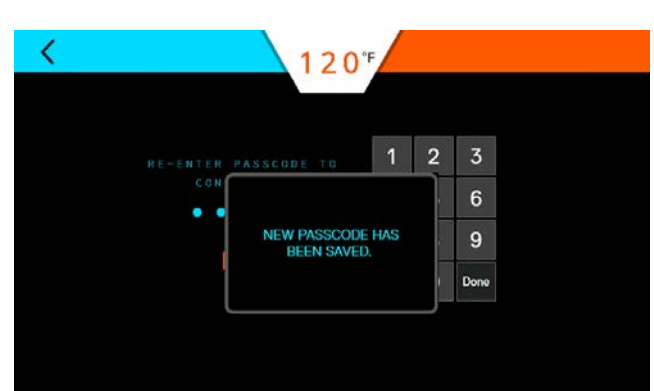 120°F
RE-ENTER PASSCODE TO
CON
1 2 3
6
9
Done
NEW PASSCODE HAS
BEEN SAVED.